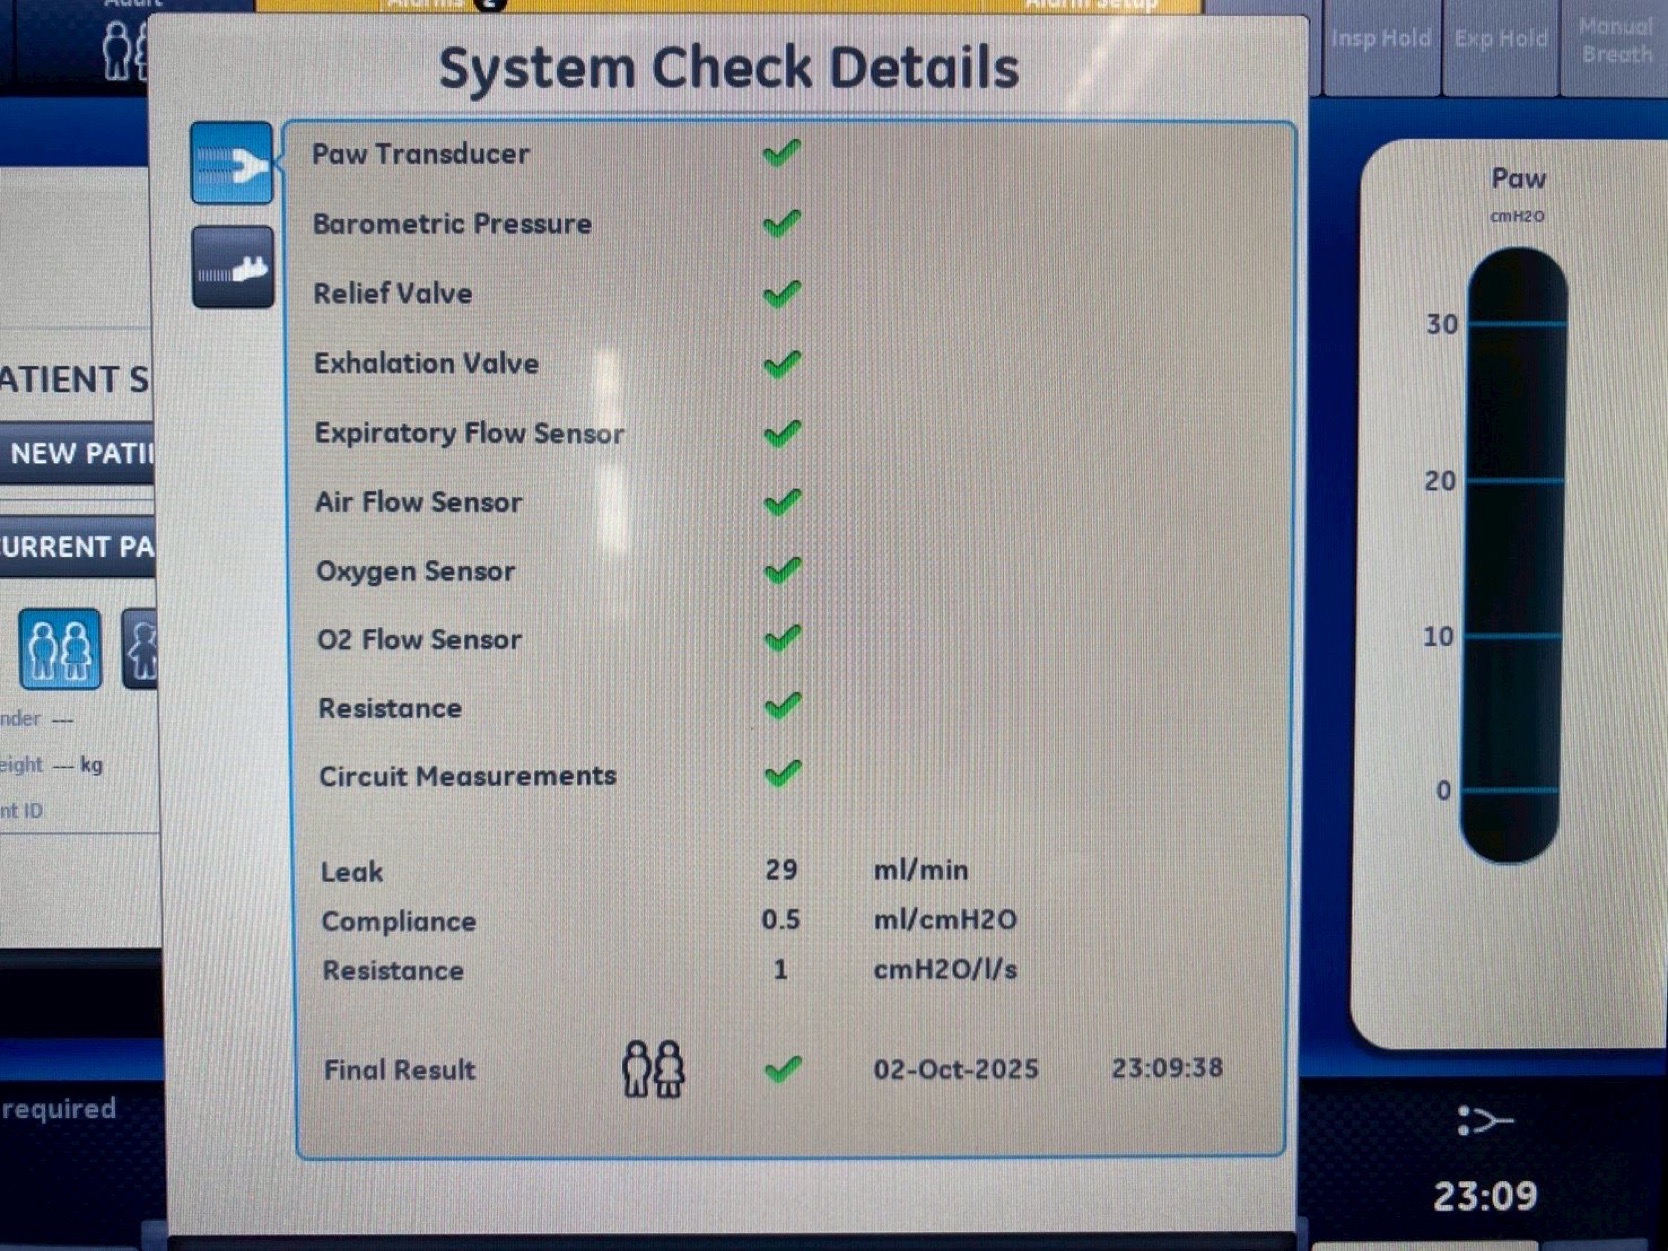 Adult
Alarms 2
Alarm Setup
Insp Hold
Exp Hold
Manual
Breath
System Check Details
Paw Transducer
Barometric Pressure
Relief Valve
Exhalation Valve
Expiratory Flow Sensor
Air Flow Sensor
Oxygen Sensor
O2 Flow Sensor
Resistance
Circuit Measurements
Leak 29 ml/min
Compliance 0.5 ml/cmH2O
Resistance 1 cmH2O/l/s
Final Result 02-Oct-2025 23:09:38
ATIENT S
NEW PATI
URRENT PA
nder ---
eight --- kg
nt ID
required
Paw
cmH2O
30
20
10
0
23:09